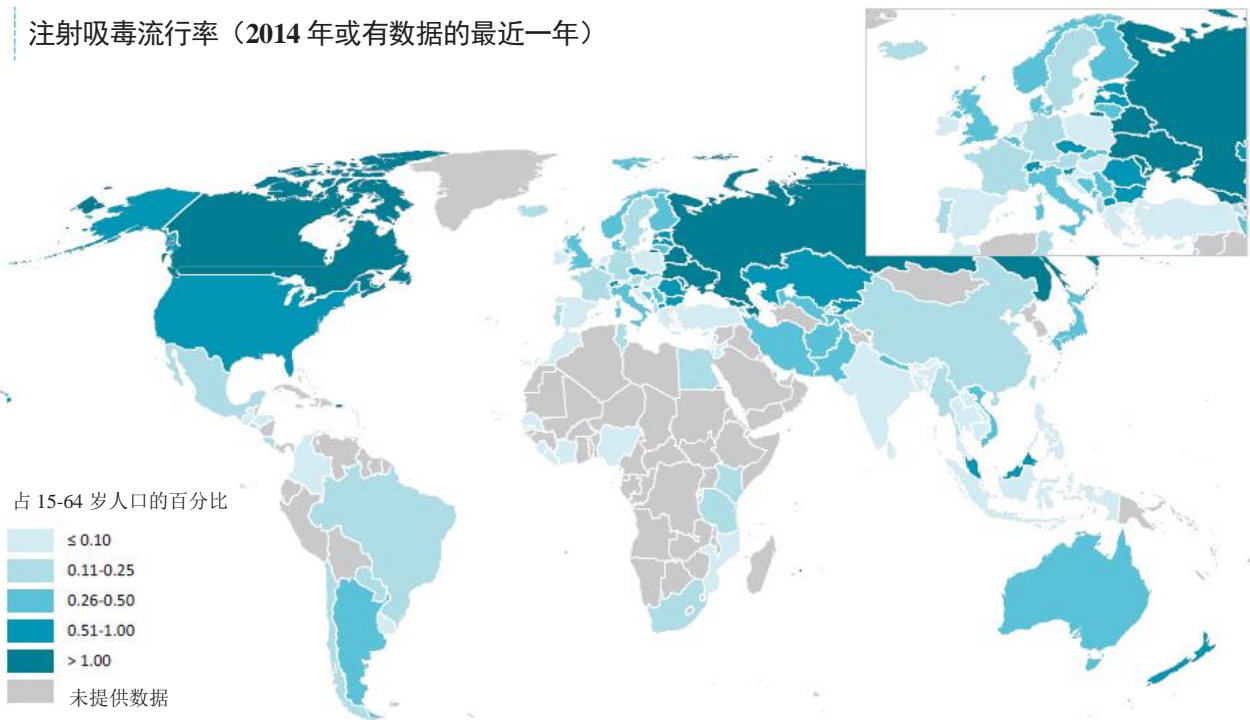 注射吸毒流行率（2014 年或有数据的最近一年）
占 15-64 岁人口的百分比
≤ 0.10
0.11-0.25
0.26-0.50
0.51-1.00
> 1.00
未提供数据